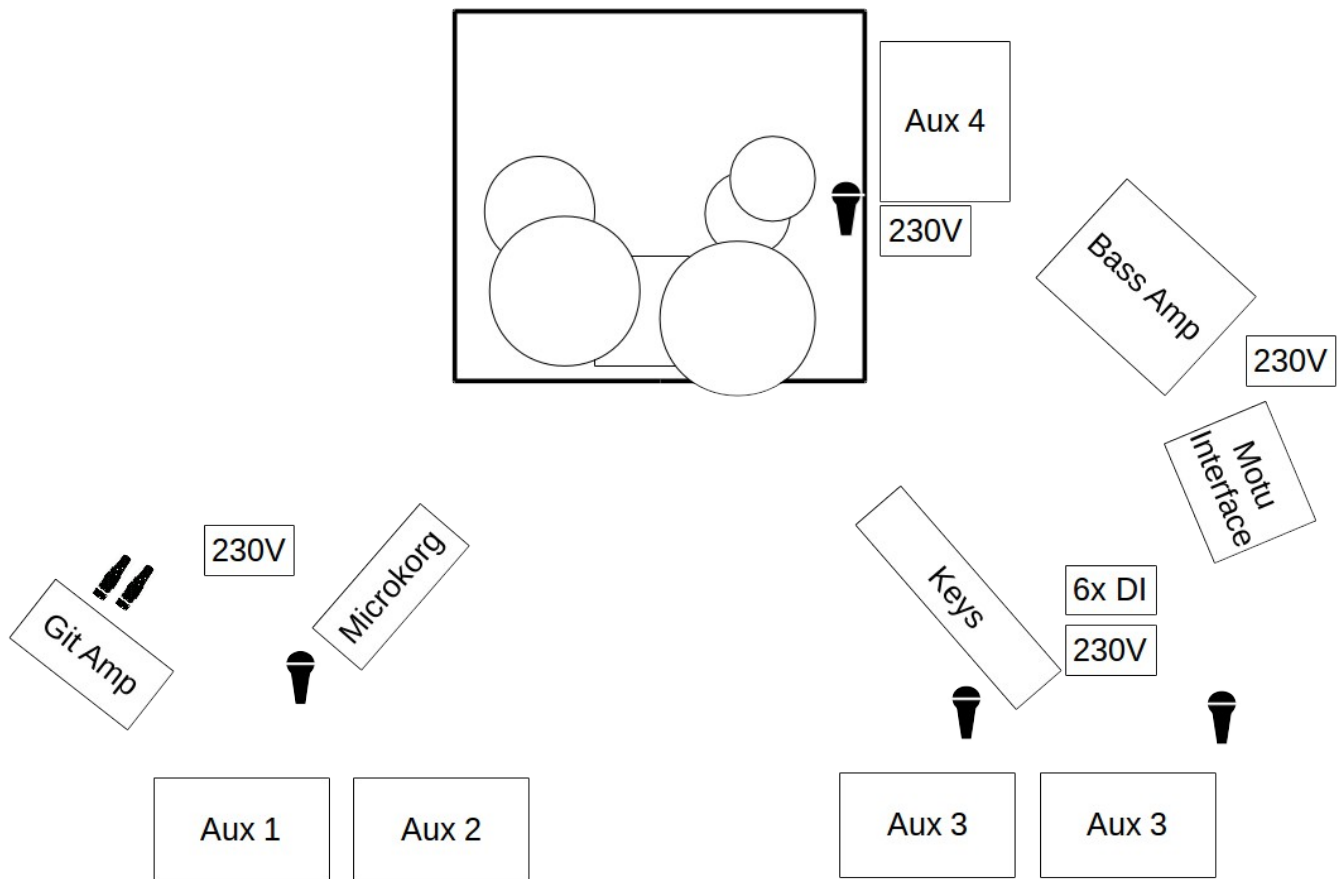 Aux 4
230V
Bass Amp
230V
Motu
Interface
230V
Microkorg
Keys
6x DI
230V
Git Amp
Aux 1
Aux 2
Aux 3
Aux 3